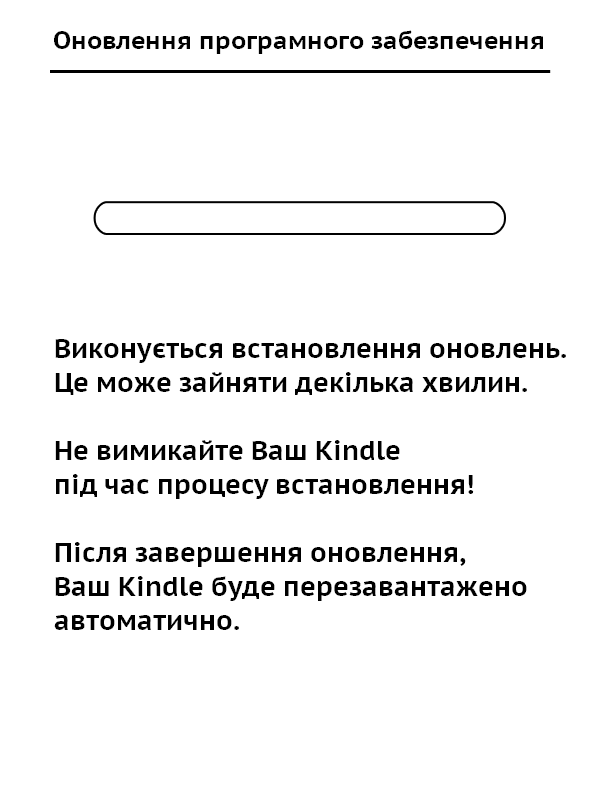 Оновлення програмного забезпечення
Виконується встановлення оновлень.
Це може зайняти декілька хвилин.
Не вимикайте Ваш Kindle
під час процесу встановлення!
Після завершення оновлення,
Ваш Kindle буде перезавантажено
автоматично.